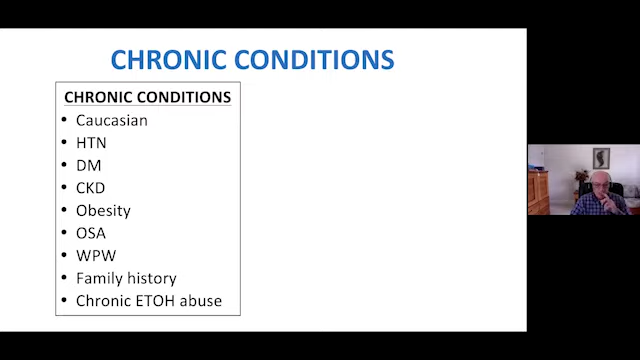 CHRONIC CONDITIONS
CHRONIC CONDITIONS
• Caucasian
• HTN
• DM
• CKD
• Obesity
• OSA
• WPW
• Family history
• Chronic ETOH abuse